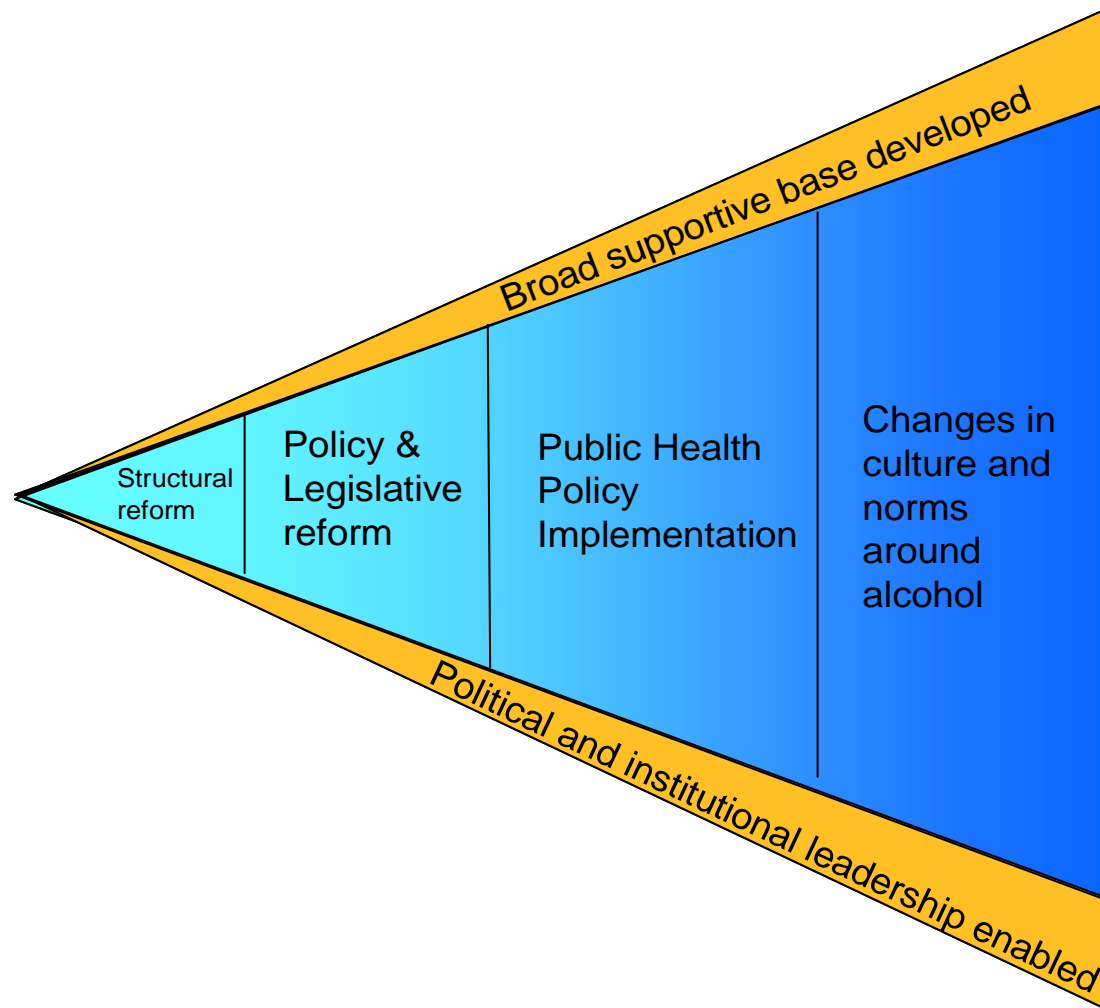 Broad supportive base developed
Structural
reform
Policy &
Legislative
reform
Public Health
Policy
Implementation
Changes in
culture and
norms
around
alcohol
Political and institutional leadership enabled